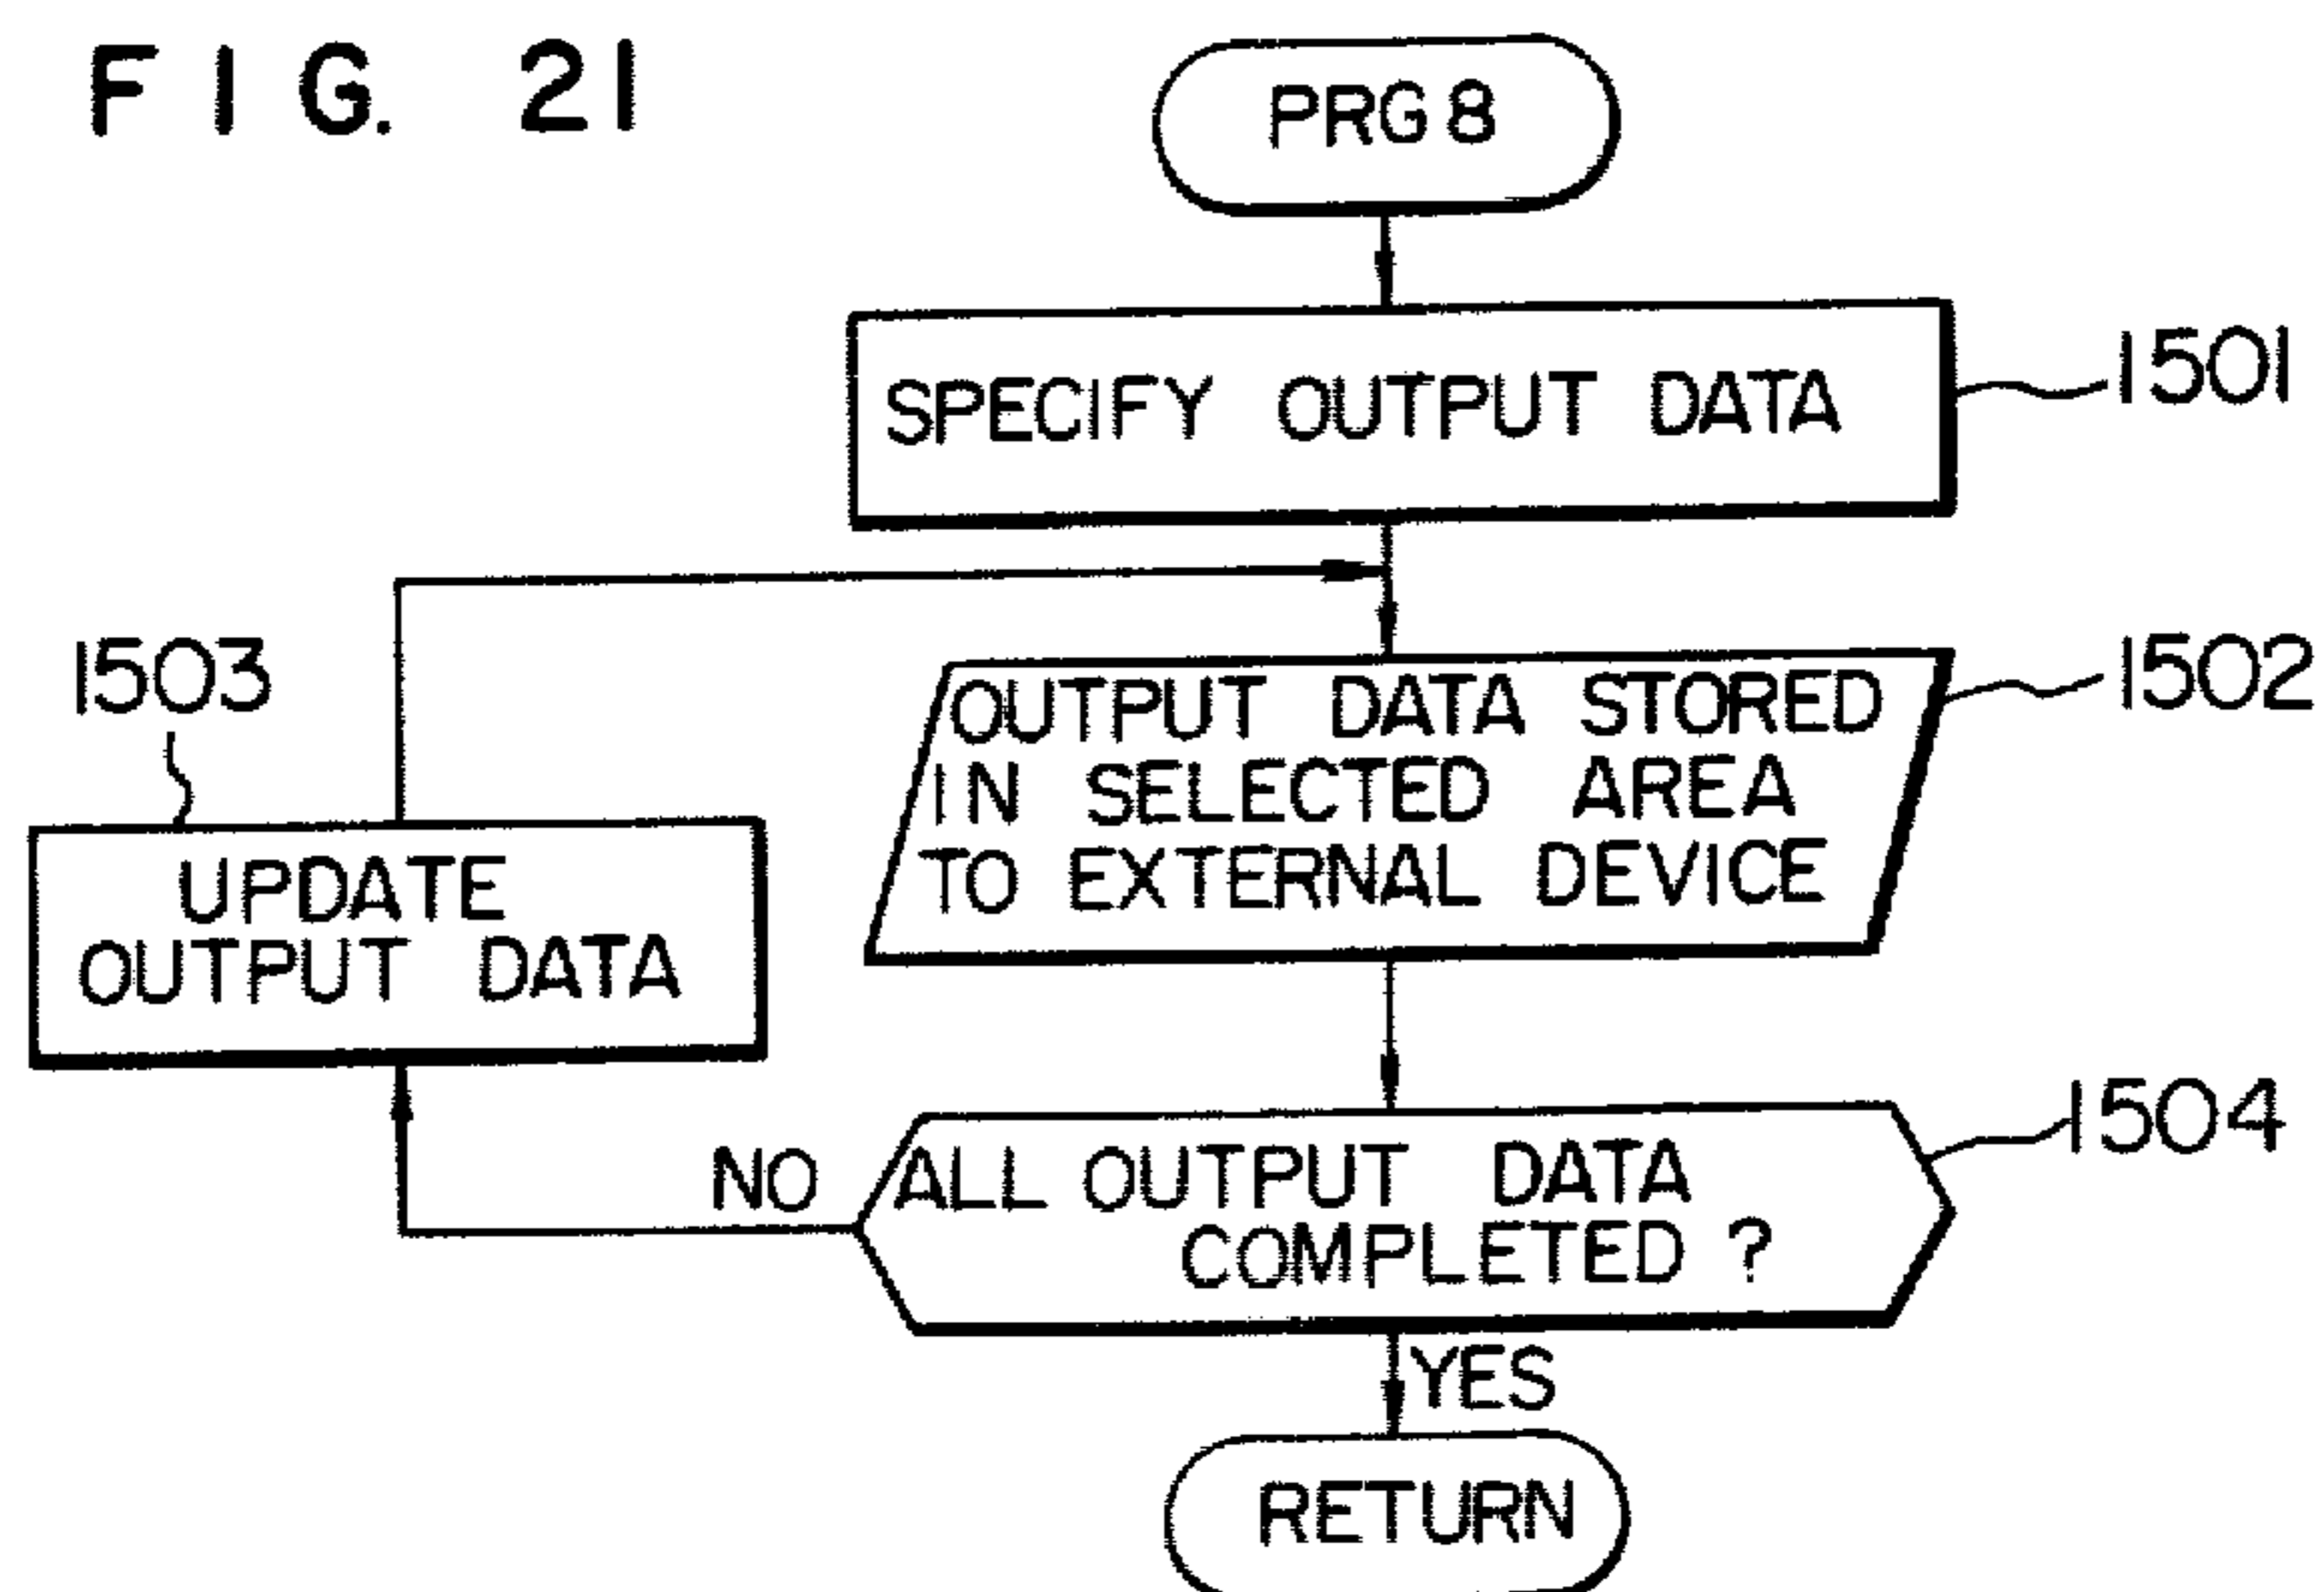 FIG. 21
PRG 8
SPECIFY OUTPUT DATA
1501
OUTPUT DATA STORED
IN SELECTED AREA
TO EXTERNAL DEVICE
1502
1503
UPDATE
OUTPUT DATA
ALL OUTPUT DATA
COMPLETED ?
1504
NO
YES
RETURN